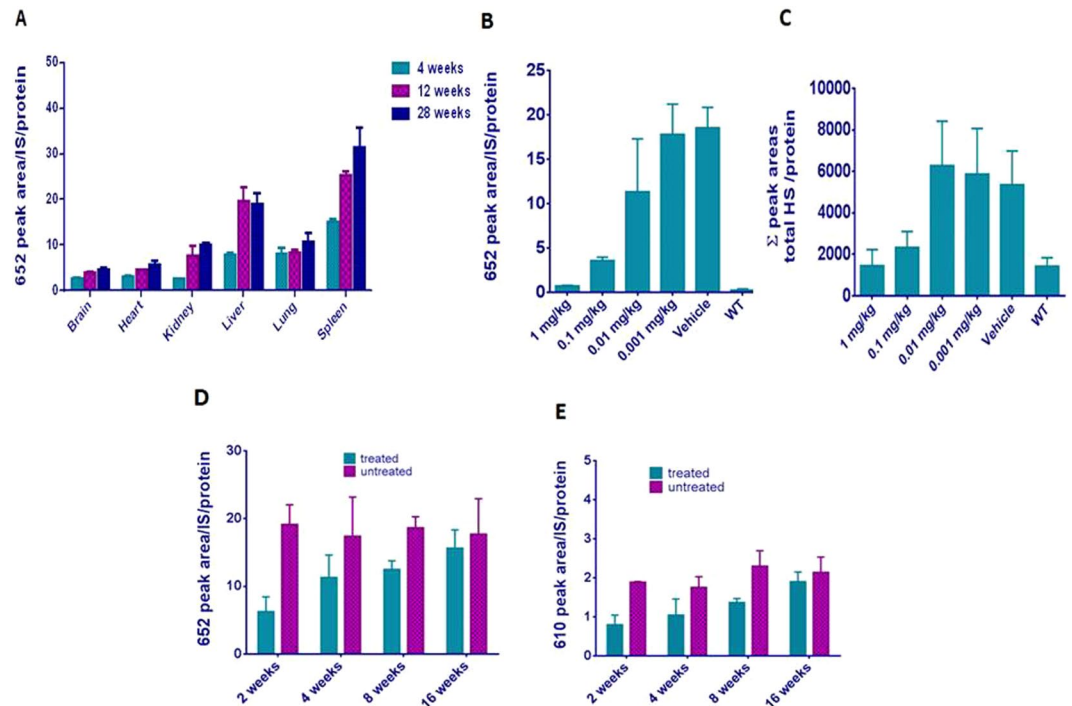 A
652 peak area/IS/protein
50
40
30
20
10
0
Brain
Heart
Kidney
Liver
Lung
Spleen
4 weeks
12 weeks
28 weeks
B
652 peak area/IS/protein
25
20
15
10
5
0
1 mg/kg
0.1 mg/kg
0.01 mg/kg
0.001 mg/kg
Vehicle
WT
C
Σ peak areas
total HS /protein
10000
8000
6000
4000
2000
0
1 mg/kg
0.1 mg/kg
0.01 mg/kg
0.001 mg/kg
Vehicle
WT
D
652 peak area/IS/protein
30
20
10
0
treated
untreated
2 weeks
4 weeks
8 weeks
16 weeks
E
610 peak area/IS/protein
5
4
3
2
1
0
treated
untreated
2 weeks
4 weeks
8 weeks
16 weeks